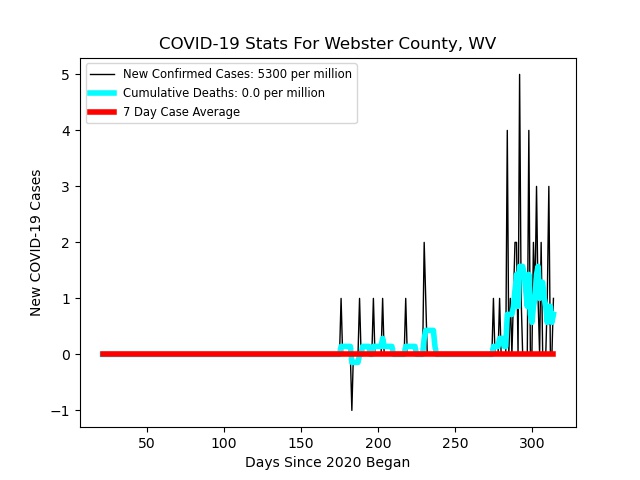 COVID-19 Stats For Webster County, WV
New Confirmed Cases: 5300 per million
Cumulative Deaths: 0.0 per million
7 Day Case Average
New COVID-19 Cases
5
4
3
2
1
0
−1
50 100 150 200 250 300
Days Since 2020 Began